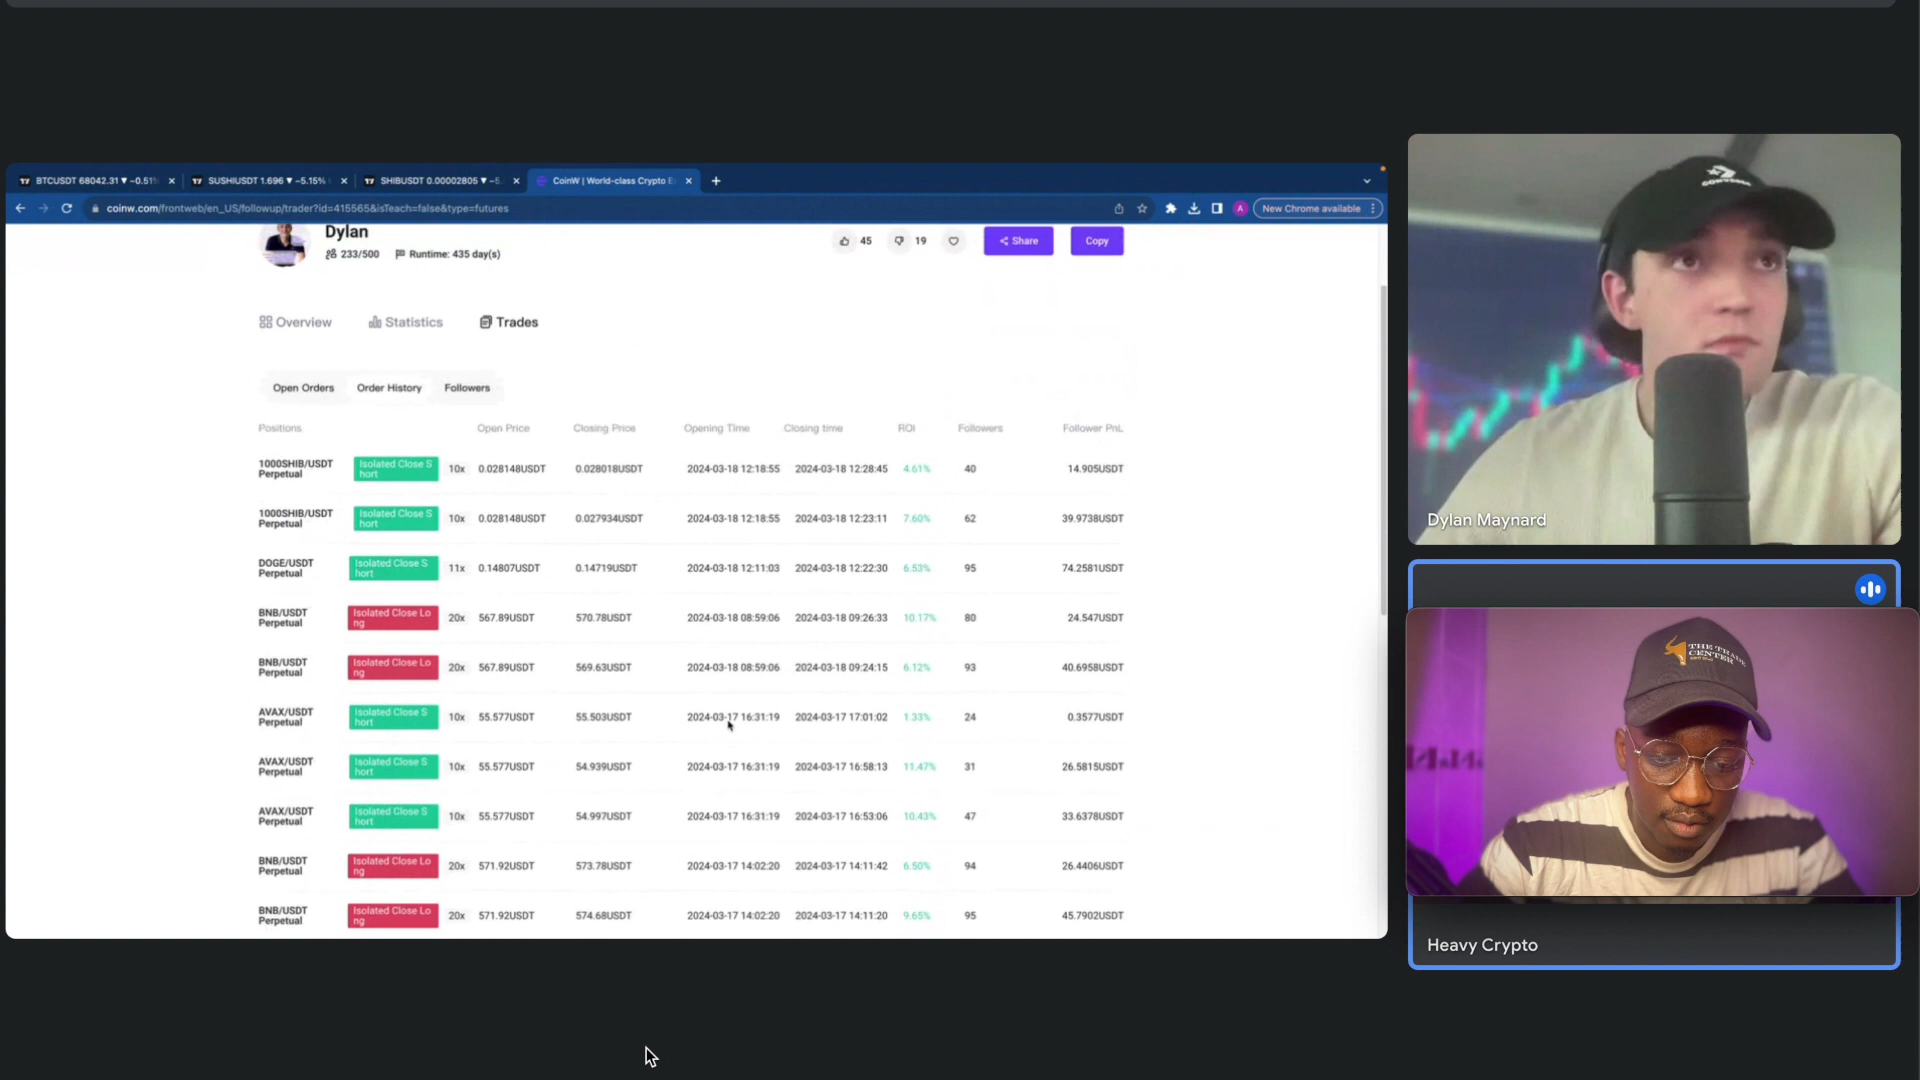 BTCUSDT 68042.31 ▼ −0.51%
SUSHIUSDT 1.696 ▼ −5.15%
SHIBUSDT 0.00002805 ▼ −5.
CoinW | World-class Crypto E
coinw.com/frontweb/en_US/followup/trader?id=415565&isTeach=false&type=futures
A
New Chrome available
Dylan
233/500 Runtime: 435 day(s)
45 19 Share Copy
Overview Statistics Trades
Open Orders Order History Followers
Positions Open Price Closing Price Opening Time Closing time ROI Followers Follower PnL
1000SHIB/USDT Perpetual Isolated Close Short 10x 0.028148USDT 0.028018USDT 2024-03-18 12:18:55 2024-03-18 12:28:45 4.61% 40 14.905USDT
1000SHIB/USDT Perpetual Isolated Close Short 10x 0.028148USDT 0.027934USDT 2024-03-18 12:18:55 2024-03-18 12:23:11 7.60% 62 39.9738USDT
DOGE/USDT Perpetual Isolated Close Short 11x 0.14807USDT 0.14719USDT 2024-03-18 12:11:03 2024-03-18 12:22:30 6.53% 95 74.2581USDT
BNB/USDT Perpetual Isolated Close Long 20x 567.89USDT 570.78USDT 2024-03-18 08:59:06 2024-03-18 09:26:33 10.17% 80 24.547USDT
BNB/USDT Perpetual Isolated Close Long 20x 567.89USDT 569.63USDT 2024-03-18 08:59:06 2024-03-18 09:24:15 6.12% 93 40.6958USDT
AVAX/USDT Perpetual Isolated Close Short 10x 55.577USDT 55.503USDT 2024-03-17 16:31:19 2024-03-17 17:01:02 1.33% 24 0.3577USDT
AVAX/USDT Perpetual Isolated Close Short 10x 55.577USDT 54.939USDT 2024-03-17 16:31:19 2024-03-17 16:58:13 11.47% 31 26.5815USDT
AVAX/USDT Perpetual Isolated Close Short 10x 55.577USDT 54.997USDT 2024-03-17 16:31:19 2024-03-17 16:53:06 10.43% 47 33.6378USDT
BNB/USDT Perpetual Isolated Close Long 20x 571.92USDT 573.78USDT 2024-03-17 14:02:20 2024-03-17 14:11:42 6.50% 94 26.4406USDT
BNB/USDT Perpetual Isolated Close Long 20x 571.92USDT 574.68USDT 2024-03-17 14:02:20 2024-03-17 14:11:20 9.65% 95 45.7902USDT
CONVERSE
Dylan Maynard
THE TRADE
CENTER
Heavy Crypto